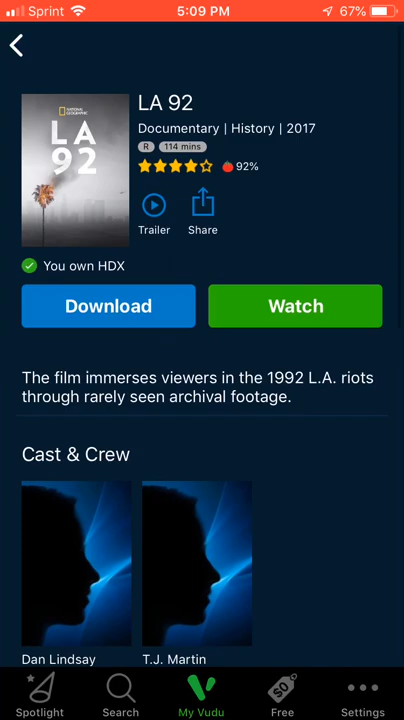 Sprint
5:09 PM
67%
NATIONAL GEOGRAPHIC
LA
92
LA 92
Documentary | History | 2017
R 114 mins
92%
Trailer
Share
You own HDX
Download
Watch
The film immerses viewers in the 1992 L.A. riots
through rarely seen archival footage.
Cast & Crew
Dan Lindsay
T.J. Martin
$0
Spotlight
Search
My Vudu
Free
Settings